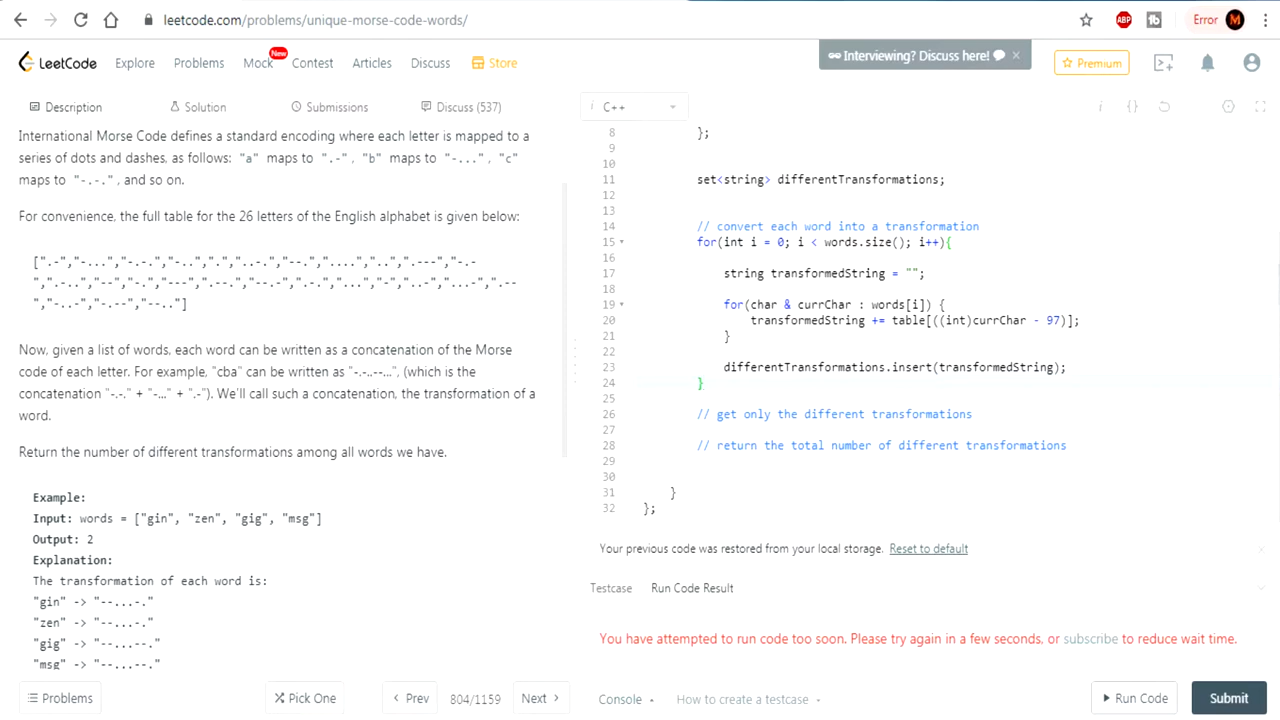 leetcode.com/problems/unique-morse-code-words/
ABP
Error
M
LeetCode
Explore
Problems
Mock
New
Contest
Articles
Discuss
Store
Interviewing? Discuss here!
Premium
Description
Solution
Submissions
Discuss (537)
i C++
International Morse Code defines a standard encoding where each letter is mapped to a
series of dots and dashes, as follows: "a" maps to ".-", "b" maps to "-...", "c"
maps to "-.-.", and so on.
For convenience, the full table for the 26 letters of the English alphabet is given below:
[".-","-...","-.-.","-..",".","..-.","--.","....","..",".---","-.-
",".-..","--","-.","---",".--.","--.-",".-.","...","-","..-","...-",".--
","-..-","-.--","--.."]
Now, given a list of words, each word can be written as a concatenation of the Morse
code of each letter. For example, "cba" can be written as "-.-..--...", (which is the
concatenation "-.-." + "-..." + ".-"). We'll call such a concatenation, the transformation of a
word.
Return the number of different transformations among all words we have.
Example:
Input: words = ["gin", "zen", "gig", "msg"]
Output: 2
Explanation:
The transformation of each word is:
"gin" -> "--...-."
"zen" -> "--...-."
"gig" -> "--...--."
"msg" -> "--...--."
8 };
9
10
11 set<string> differentTransformations;
12
13
14 // convert each word into a transformation
15 for(int i = 0; i < words.size(); i++){
16
17 string transformedString = "";
18
19 for(char & currChar : words[i]) {
20 transformedString += table[((int)currChar - 97)];
21 }
22
23 differentTransformations.insert(transformedString);
24 }
25
26 // get only the different transformations
27
28 // return the total number of different transformations
29
30
31 }
32 };
Your previous code was restored from your local storage. Reset to default
Testcase
Run Code Result
You have attempted to run code too soon. Please try again in a few seconds, or subscribe to reduce wait time.
Problems
Pick One
Prev
804/1159
Next
Console
How to create a testcase
Run Code
Submit